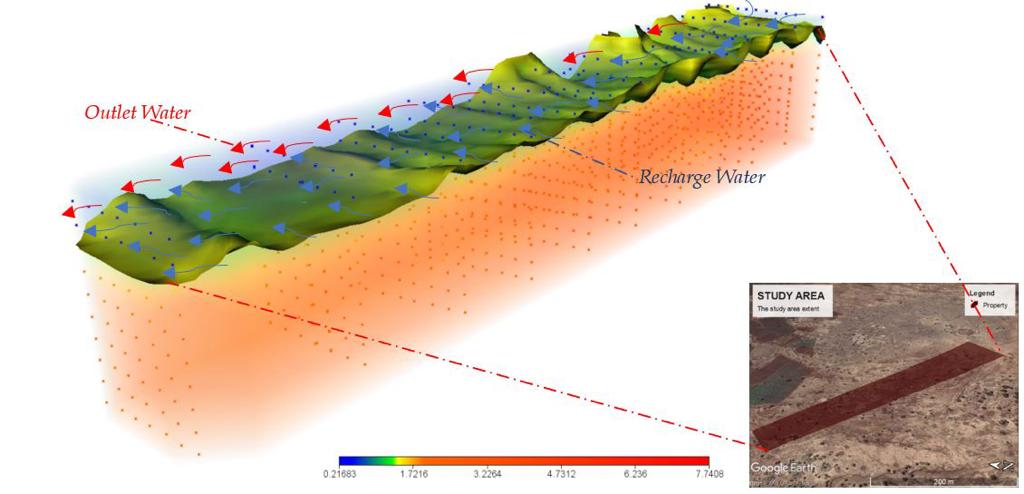 Outlet Water
Recharge Water
STUDY AREA
The study area extent
Legend
Property
Google Earth
200 m
0.21683 1.7216 3.2264 4.7312 6.236 7.7408